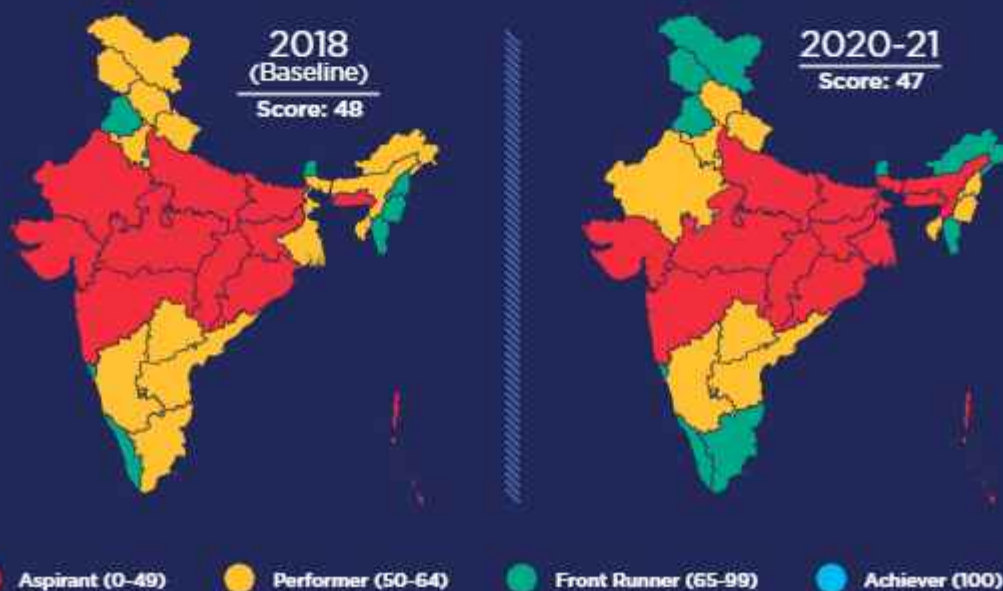 2018
(Baseline)
Score: 48
2020-21
Score: 47
Aspirant (0-49)
Performer (50-64)
Front Runner (65-99)
Achiever (100)